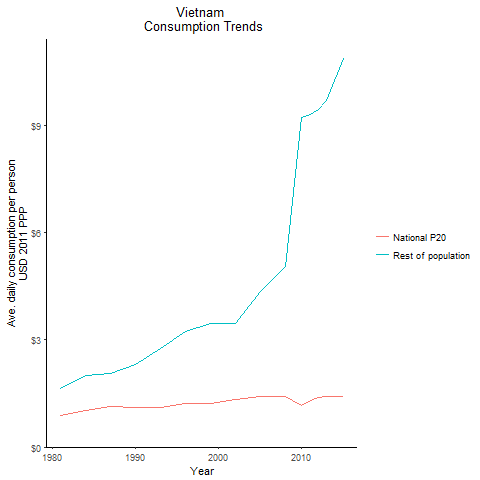 Vietnam
Consumption Trends
Ave. daily consumption per person
USD 2011 PPP
$9
$6
$3
$0
1980
1990
2000
2010
Year
National P20
Rest of population